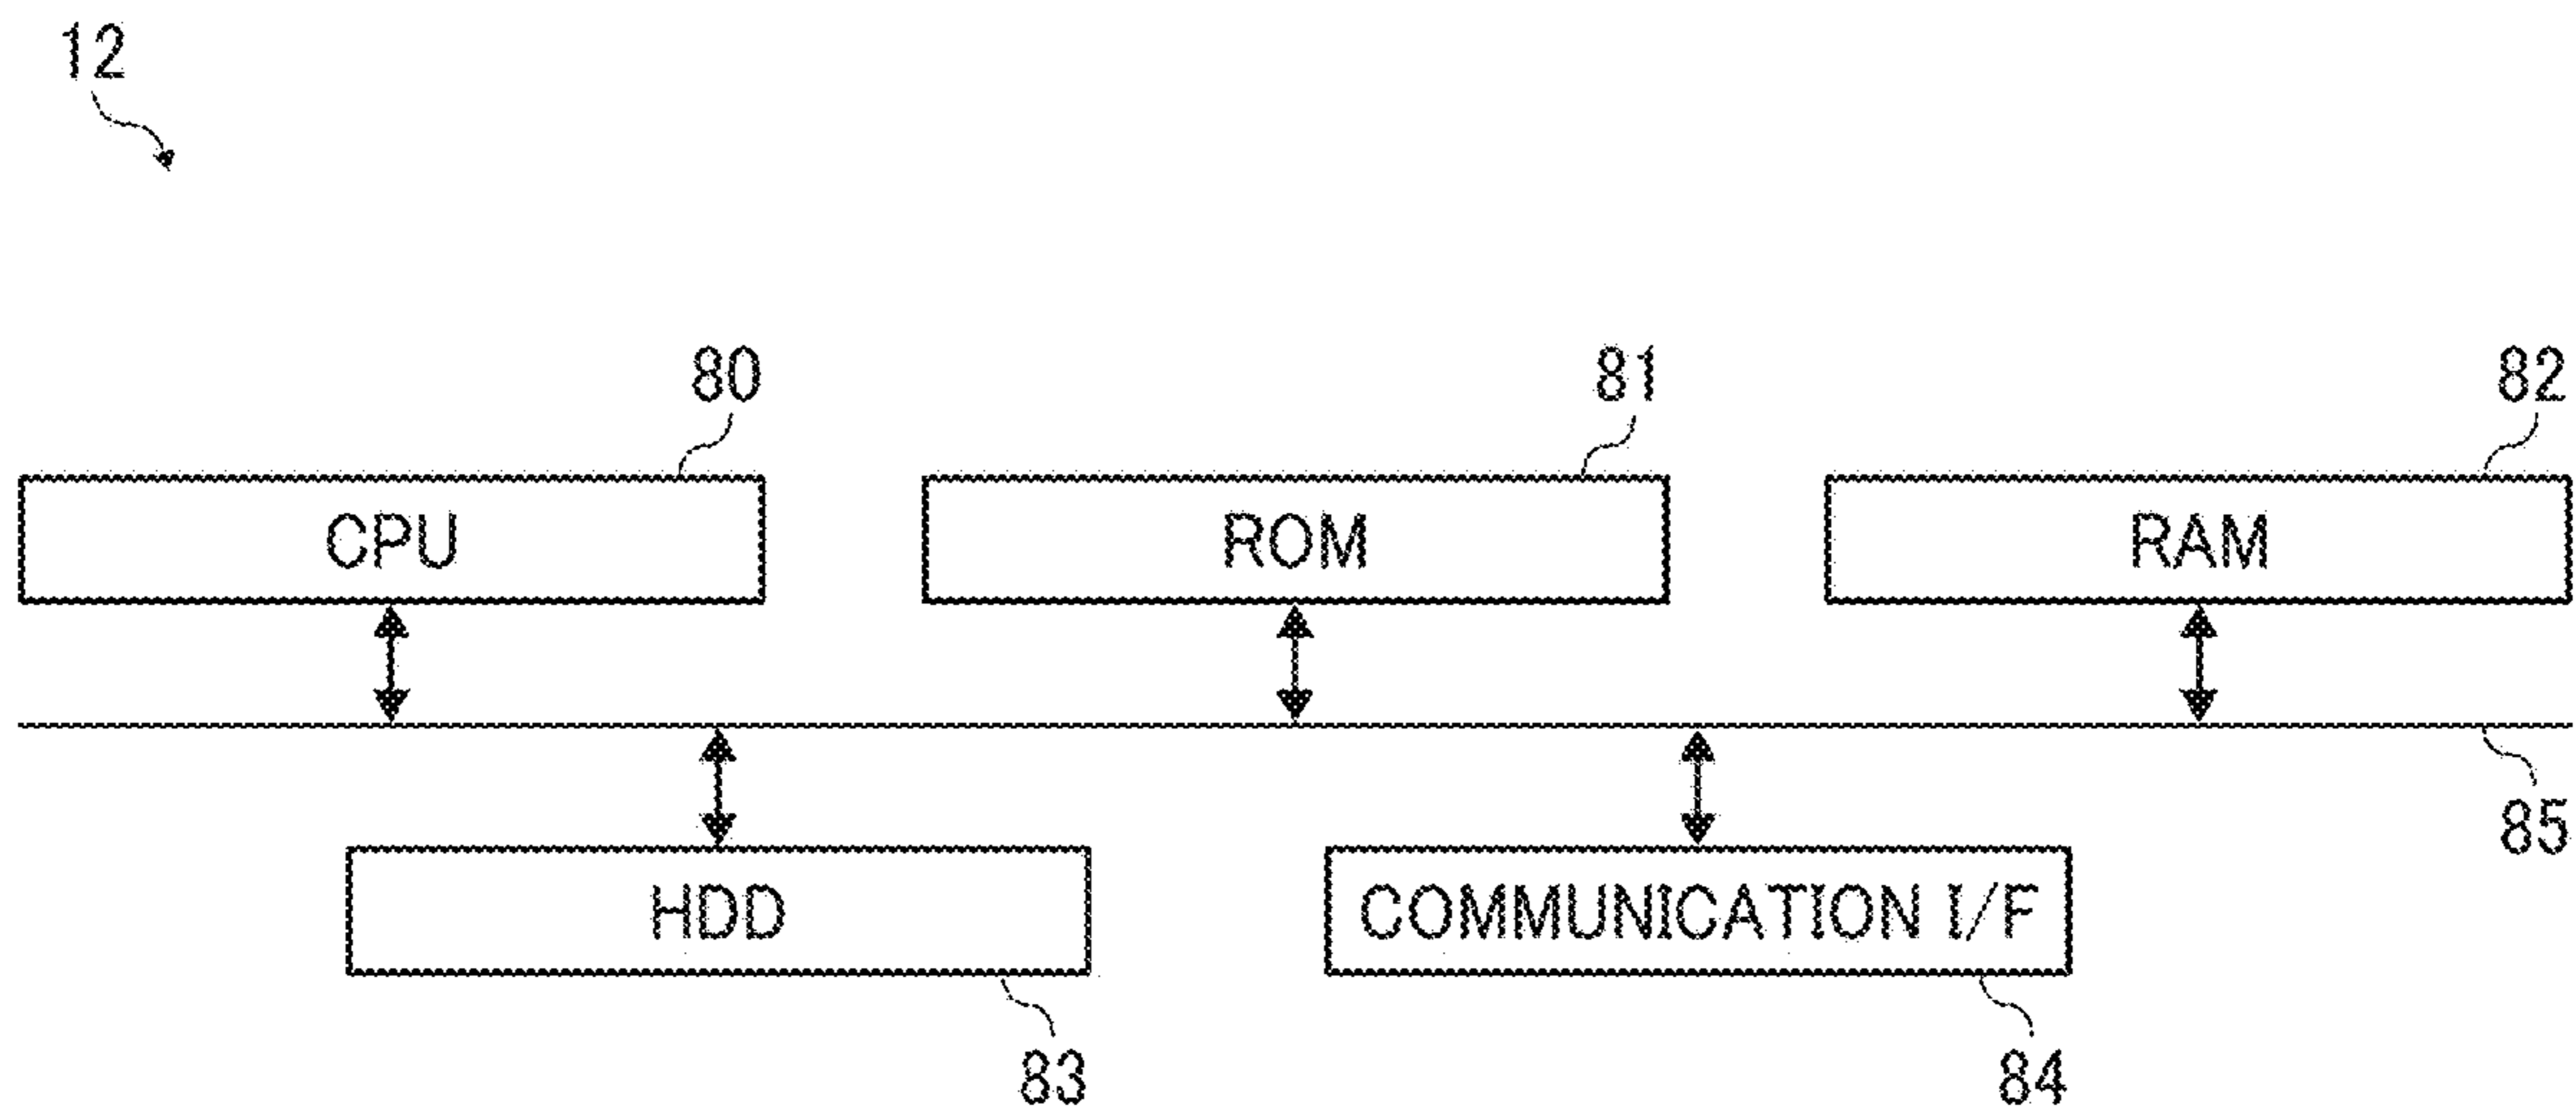 12
80
81
82
CPU
ROM
RAM
85
HDD
COMMUNICATION I/F
83
84